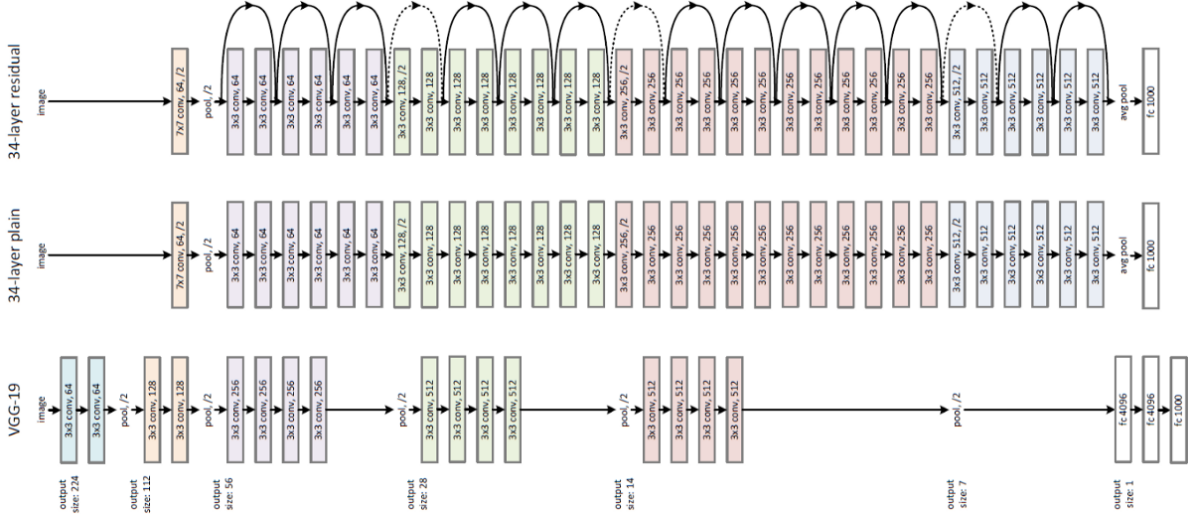 output
size: 224
output
size: 112
output
size: 56
output
size: 28
output
size: 14
output
size: 7
output
size: 1
VGG-19
image
3x3 conv, 64
3x3 conv, 64
pool, /2
3x3 conv, 128
3x3 conv, 128
pool, /2
3x3 conv, 256
3x3 conv, 256
3x3 conv, 256
3x3 conv, 256
pool, /2
3x3 conv, 512
3x3 conv, 512
3x3 conv, 512
3x3 conv, 512
pool, /2
3x3 conv, 512
3x3 conv, 512
3x3 conv, 512
3x3 conv, 512
pool, /2
fc 4096
fc 4096
fc 1000
34-layer plain
image
7x7 conv, 64, /2
pool, /2
3x3 conv, 64
3x3 conv, 64
3x3 conv, 64
3x3 conv, 64
3x3 conv, 64
3x3 conv, 64
3x3 conv, 128, /2
3x3 conv, 128
3x3 conv, 128
3x3 conv, 128
3x3 conv, 128
3x3 conv, 128
3x3 conv, 128
3x3 conv, 128
3x3 conv, 256, /2
3x3 conv, 256
3x3 conv, 256
3x3 conv, 256
3x3 conv, 256
3x3 conv, 256
3x3 conv, 256
3x3 conv, 256
3x3 conv, 256
3x3 conv, 256
3x3 conv, 256
3x3 conv, 256
3x3 conv, 512, /2
3x3 conv, 512
3x3 conv, 512
3x3 conv, 512
3x3 conv, 512
3x3 conv, 512
avg pool
fc 1000
34-layer residual
image
7x7 conv, 64, /2
pool, /2
3x3 conv, 64
3x3 conv, 64
3x3 conv, 64
3x3 conv, 64
3x3 conv, 64
3x3 conv, 64
3x3 conv, 128, /2
3x3 conv, 128
3x3 conv, 128
3x3 conv, 128
3x3 conv, 128
3x3 conv, 128
3x3 conv, 128
3x3 conv, 128
3x3 conv, 256, /2
3x3 conv, 256
3x3 conv, 256
3x3 conv, 256
3x3 conv, 256
3x3 conv, 256
3x3 conv, 256
3x3 conv, 256
3x3 conv, 256
3x3 conv, 256
3x3 conv, 256
3x3 conv, 256
3x3 conv, 512, /2
3x3 conv, 512
3x3 conv, 512
3x3 conv, 512
3x3 conv, 512
3x3 conv, 512
avg pool
fc 1000